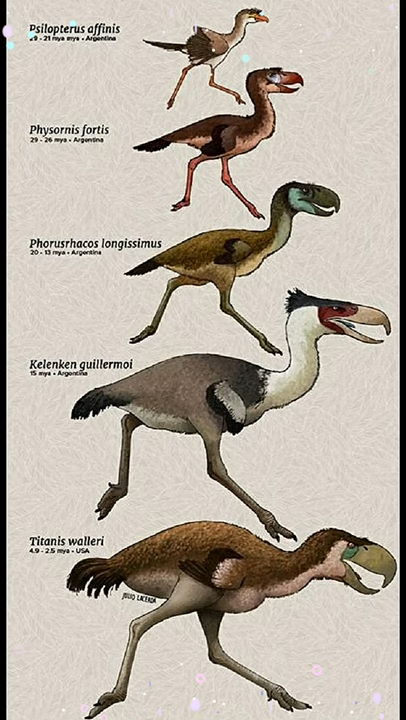 Psilopterus affinis
29 - 21 mya mya • Argentina
Physornis fortis
29 - 26 mya • Argentina
Phorusrhacos longissimus
20 - 13 mya • Argentina
Kelenken guillermoi
15 mya • Argentina
Titanis walleri
4.9 - 2.5 mya • USA
JULIO LACERDA